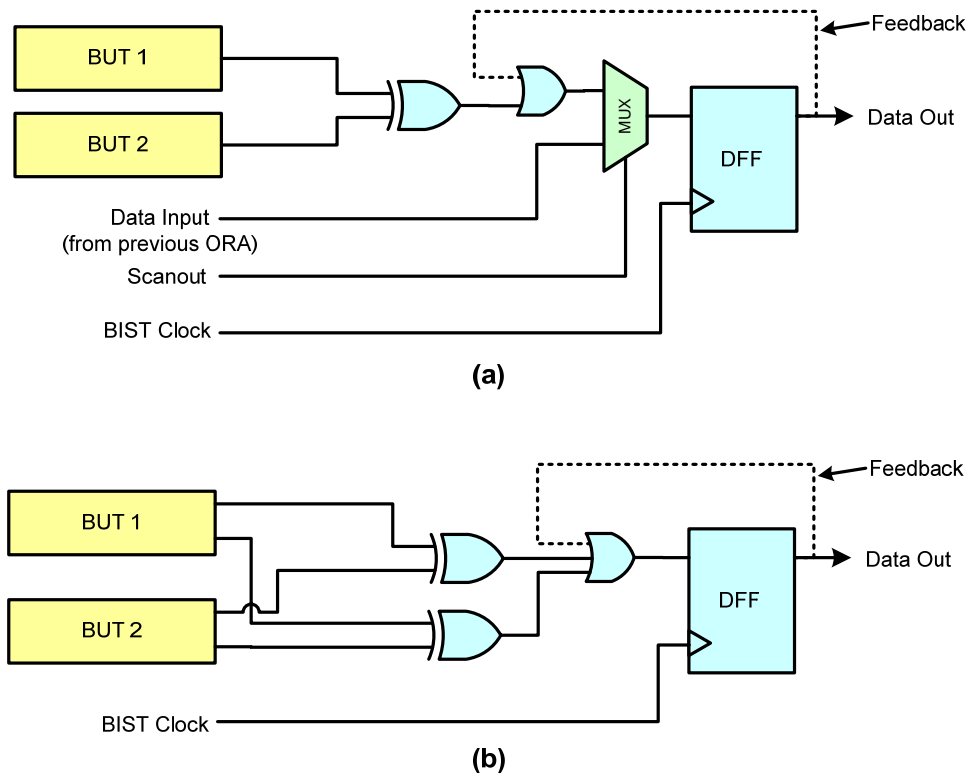 Feedback
BUT 1
BUT 2
MUX
DFF
Data Out
Data Input
(from previous ORA)
Scanout
BIST Clock
(a)
Feedback
BUT 1
BUT 2
DFF
Data Out
BIST Clock
(b)